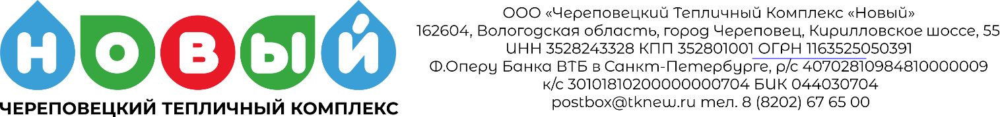 новый
ЧЕРЕПОВЕЦКИЙ ТЕПЛИЧНЫЙ КОМПЛЕКС
ООО «Череповецкий Тепличный Комплекс «Новый»
162604, Вологодская область, город Череповец, Кирилловское шоссе, 55
ИНН 3528243328 КПП 352801001 ОГРН 1163525050391
Ф.Оперу Банка ВТБ в Санкт-Петербурге, р/с 40702810984810000009
к/с 30101810200000000704 БИК 044030704
postbox@tknew.ru тел. 8 (8202) 67 65 00